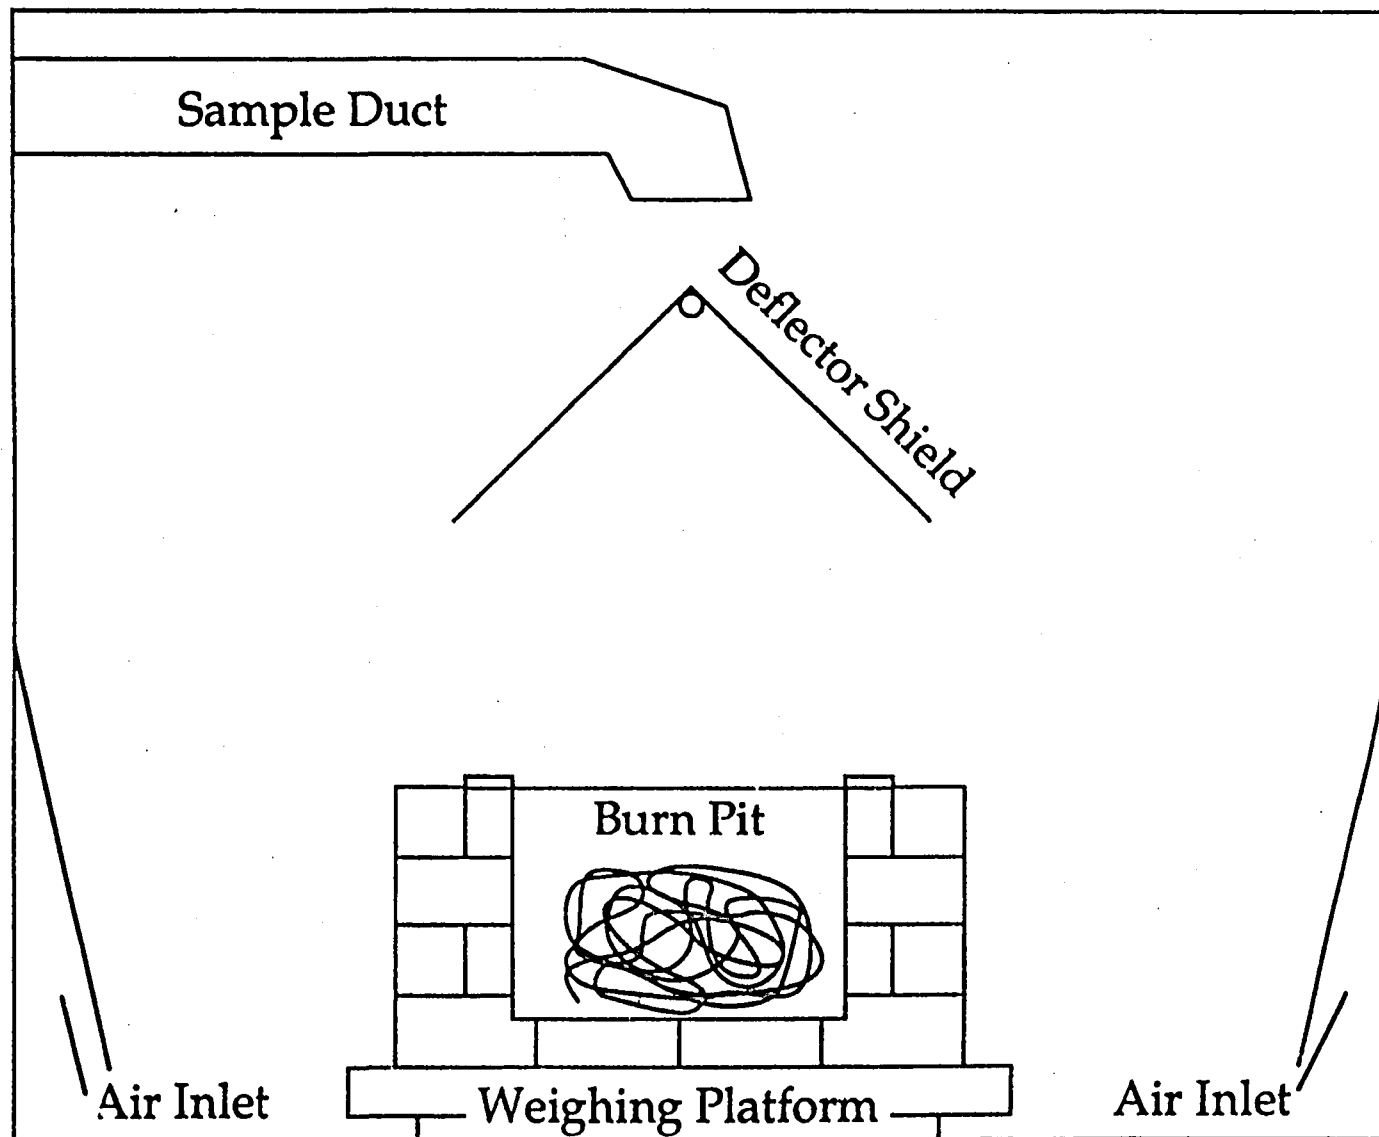 Sample Duct
Deflector Shield
Burn Pit
Air Inlet
Weighing Platform
Air Inlet